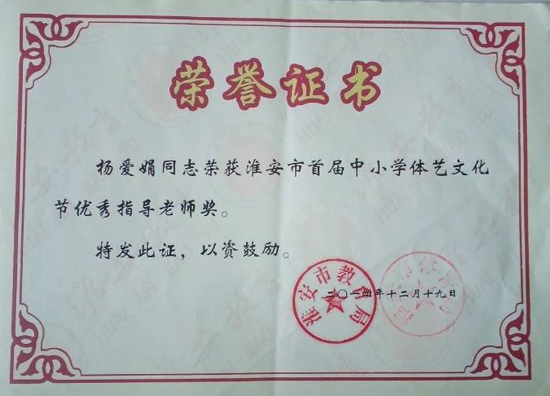 荣誉证书
杨爱娟同志荣获淮安市首届中小学体艺文化
节优秀指导老师奖。
特发此证，以资鼓励。
淮安市教育局
二〇一四年十二月十九日